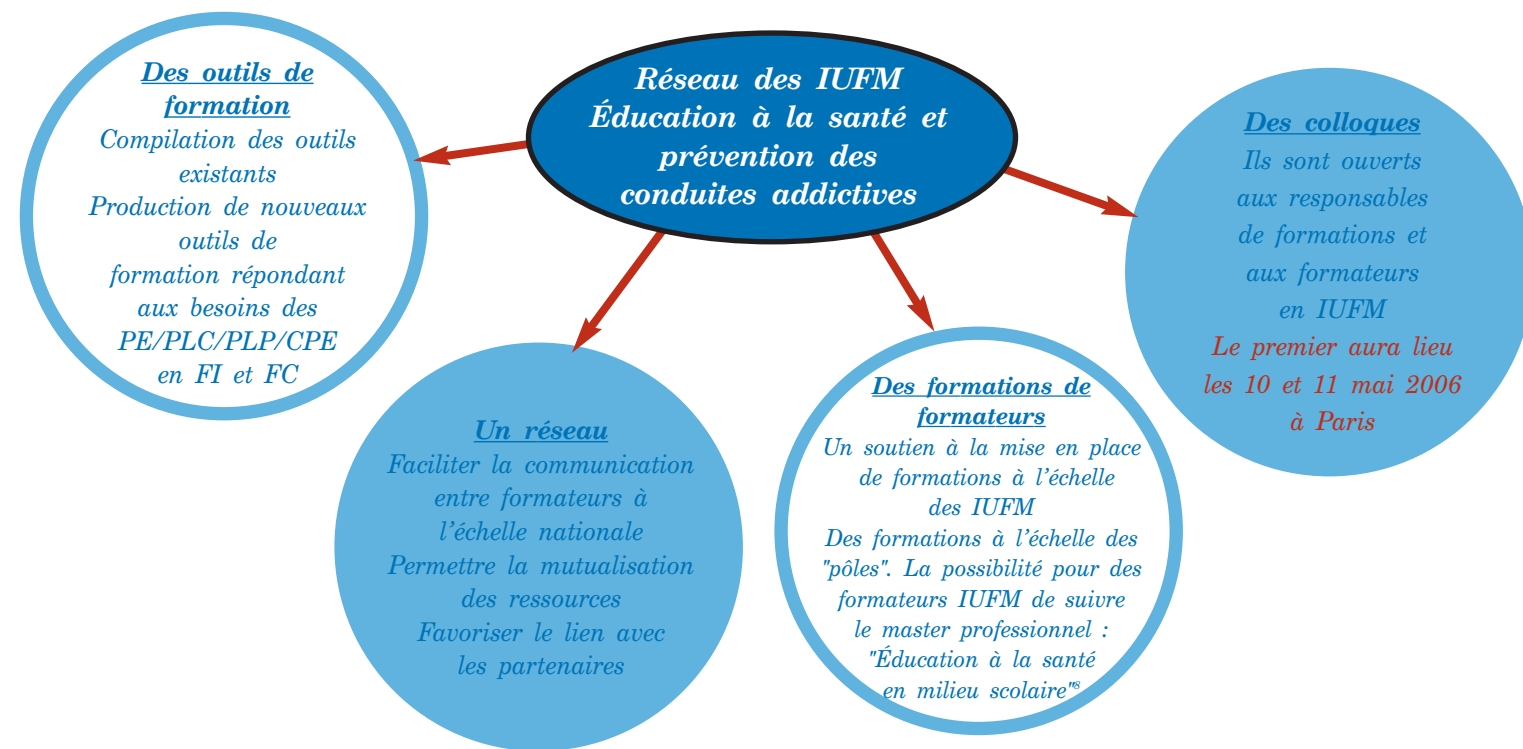 Réseau des IUFM
Éducation à la santé et
prévention des
conduites addictives
Des outils de
formation
Compilation des outils
existants
Production de nouveaux
outils de
formation répondant
aux besoins des
PE/PLC/PLP/CPE
en FI et FC
Un réseau
Faciliter la communication
entre formateurs à
l’échelle nationale
Permettre la mutualisation
des ressources
Favoriser le lien avec
les partenaires
Des formations de
formateurs
Un soutien à la mise en place
de formations à l’échelle
des IUFM
Des formations à l’échelle des
"pôles". La possibilité pour des
formateurs IUFM de suivre
le master professionnel :
"Éducation à la santé
en milieu scolaire"⁸
Des colloques
Ils sont ouverts
aux responsables
de formations et
aux formateurs
en IUFM
Le premier aura lieu
les 10 et 11 mai 2006
à Paris